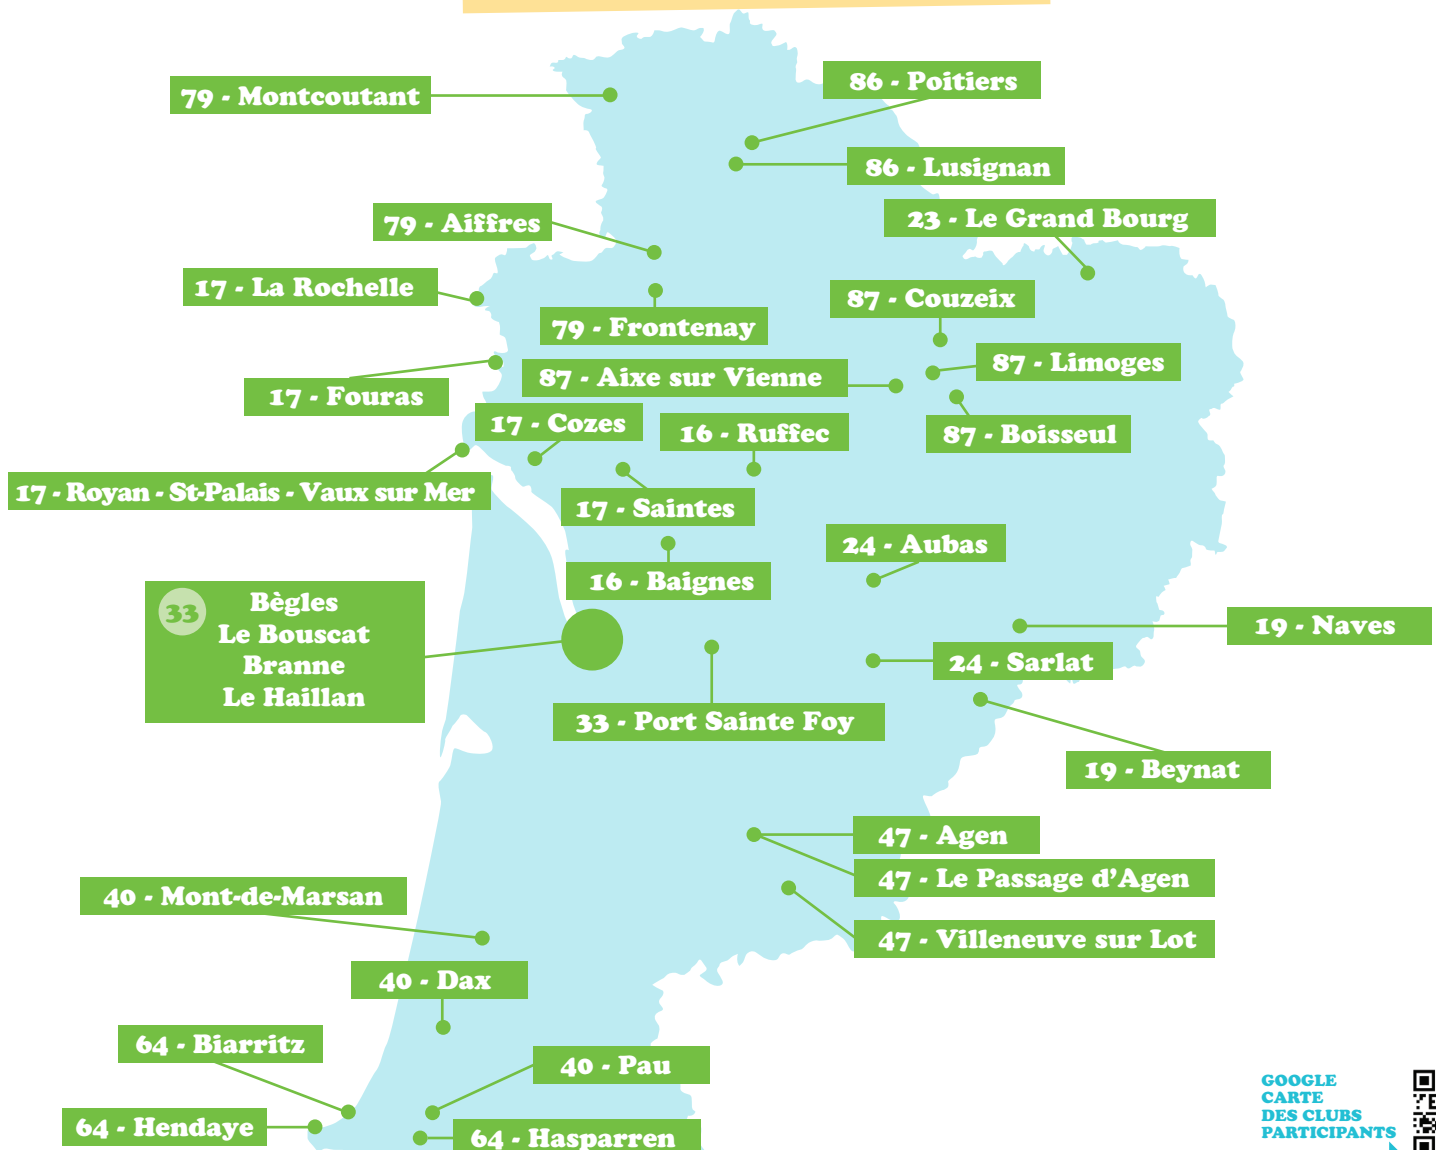 86 - Poitiers
79 - Montcoutant
86 - Lusignan
79 - Aiffres
23 - Le Grand Bourg
17 - La Rochelle
87 - Couzeix
79 - Frontenay
87 - Limoges
87 - Aixe sur Vienne
17 - Fouras
17 - Cozes
16 - Ruffec
87 - Boisseul
17 - Royan - St-Palais - Vaux sur Mer
17 - Saintes
24 - Aubas
16 - Baignes
33
Bègles
Le Bouscat
Branne
Le Haillan
19 - Naves
24 - Sarlat
33 - Port Sainte Foy
19 - Beynat
47 - Agen
47 - Le Passage d'Agen
40 - Mont-de-Marsan
47 - Villeneuve sur Lot
40 - Dax
64 - Biarritz
40 - Pau
64 - Hendaye
64 - Hasparren
GOOGLE
CARTE
DES CLUBS
PARTICIPANTS